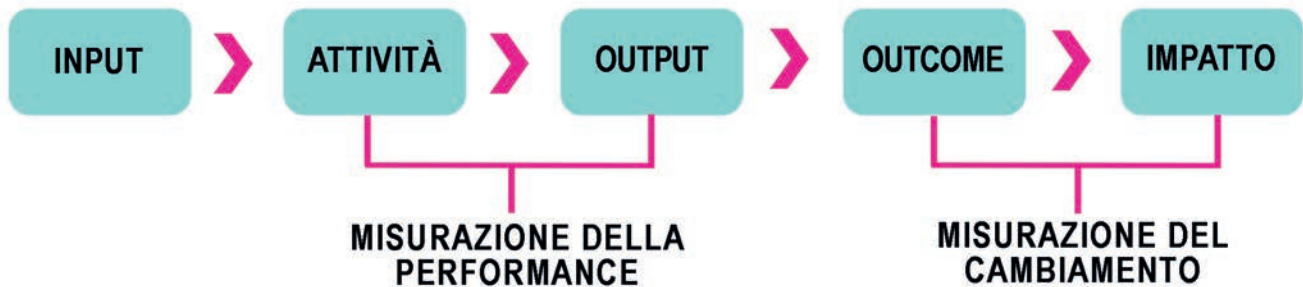 INPUT
ATTIVITÀ
OUTPUT
OUTCOME
IMPATTO
MISURAZIONE DELLA
PERFORMANCE
MISURAZIONE DEL
CAMBIAMENTO